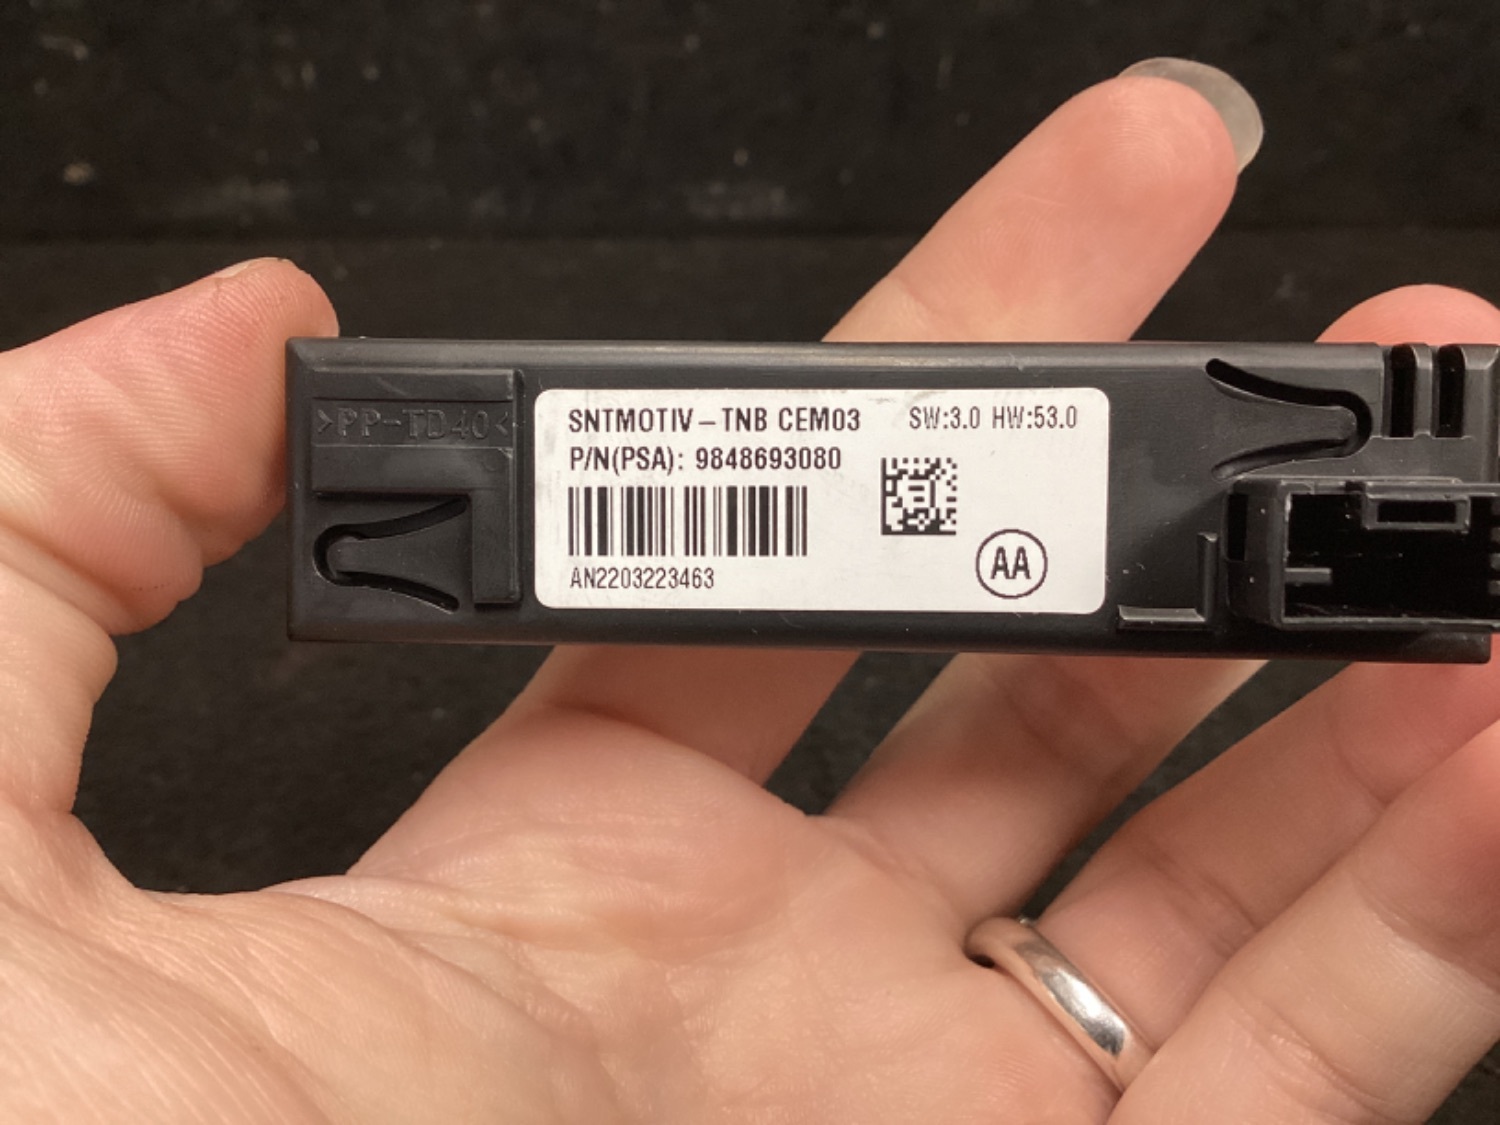 >PP-TD40<
SNTMOTIV-TNB CEM03 SW:3.0 HW:53.0
P/N(PSA): 9848693080
AN2203223463
AA